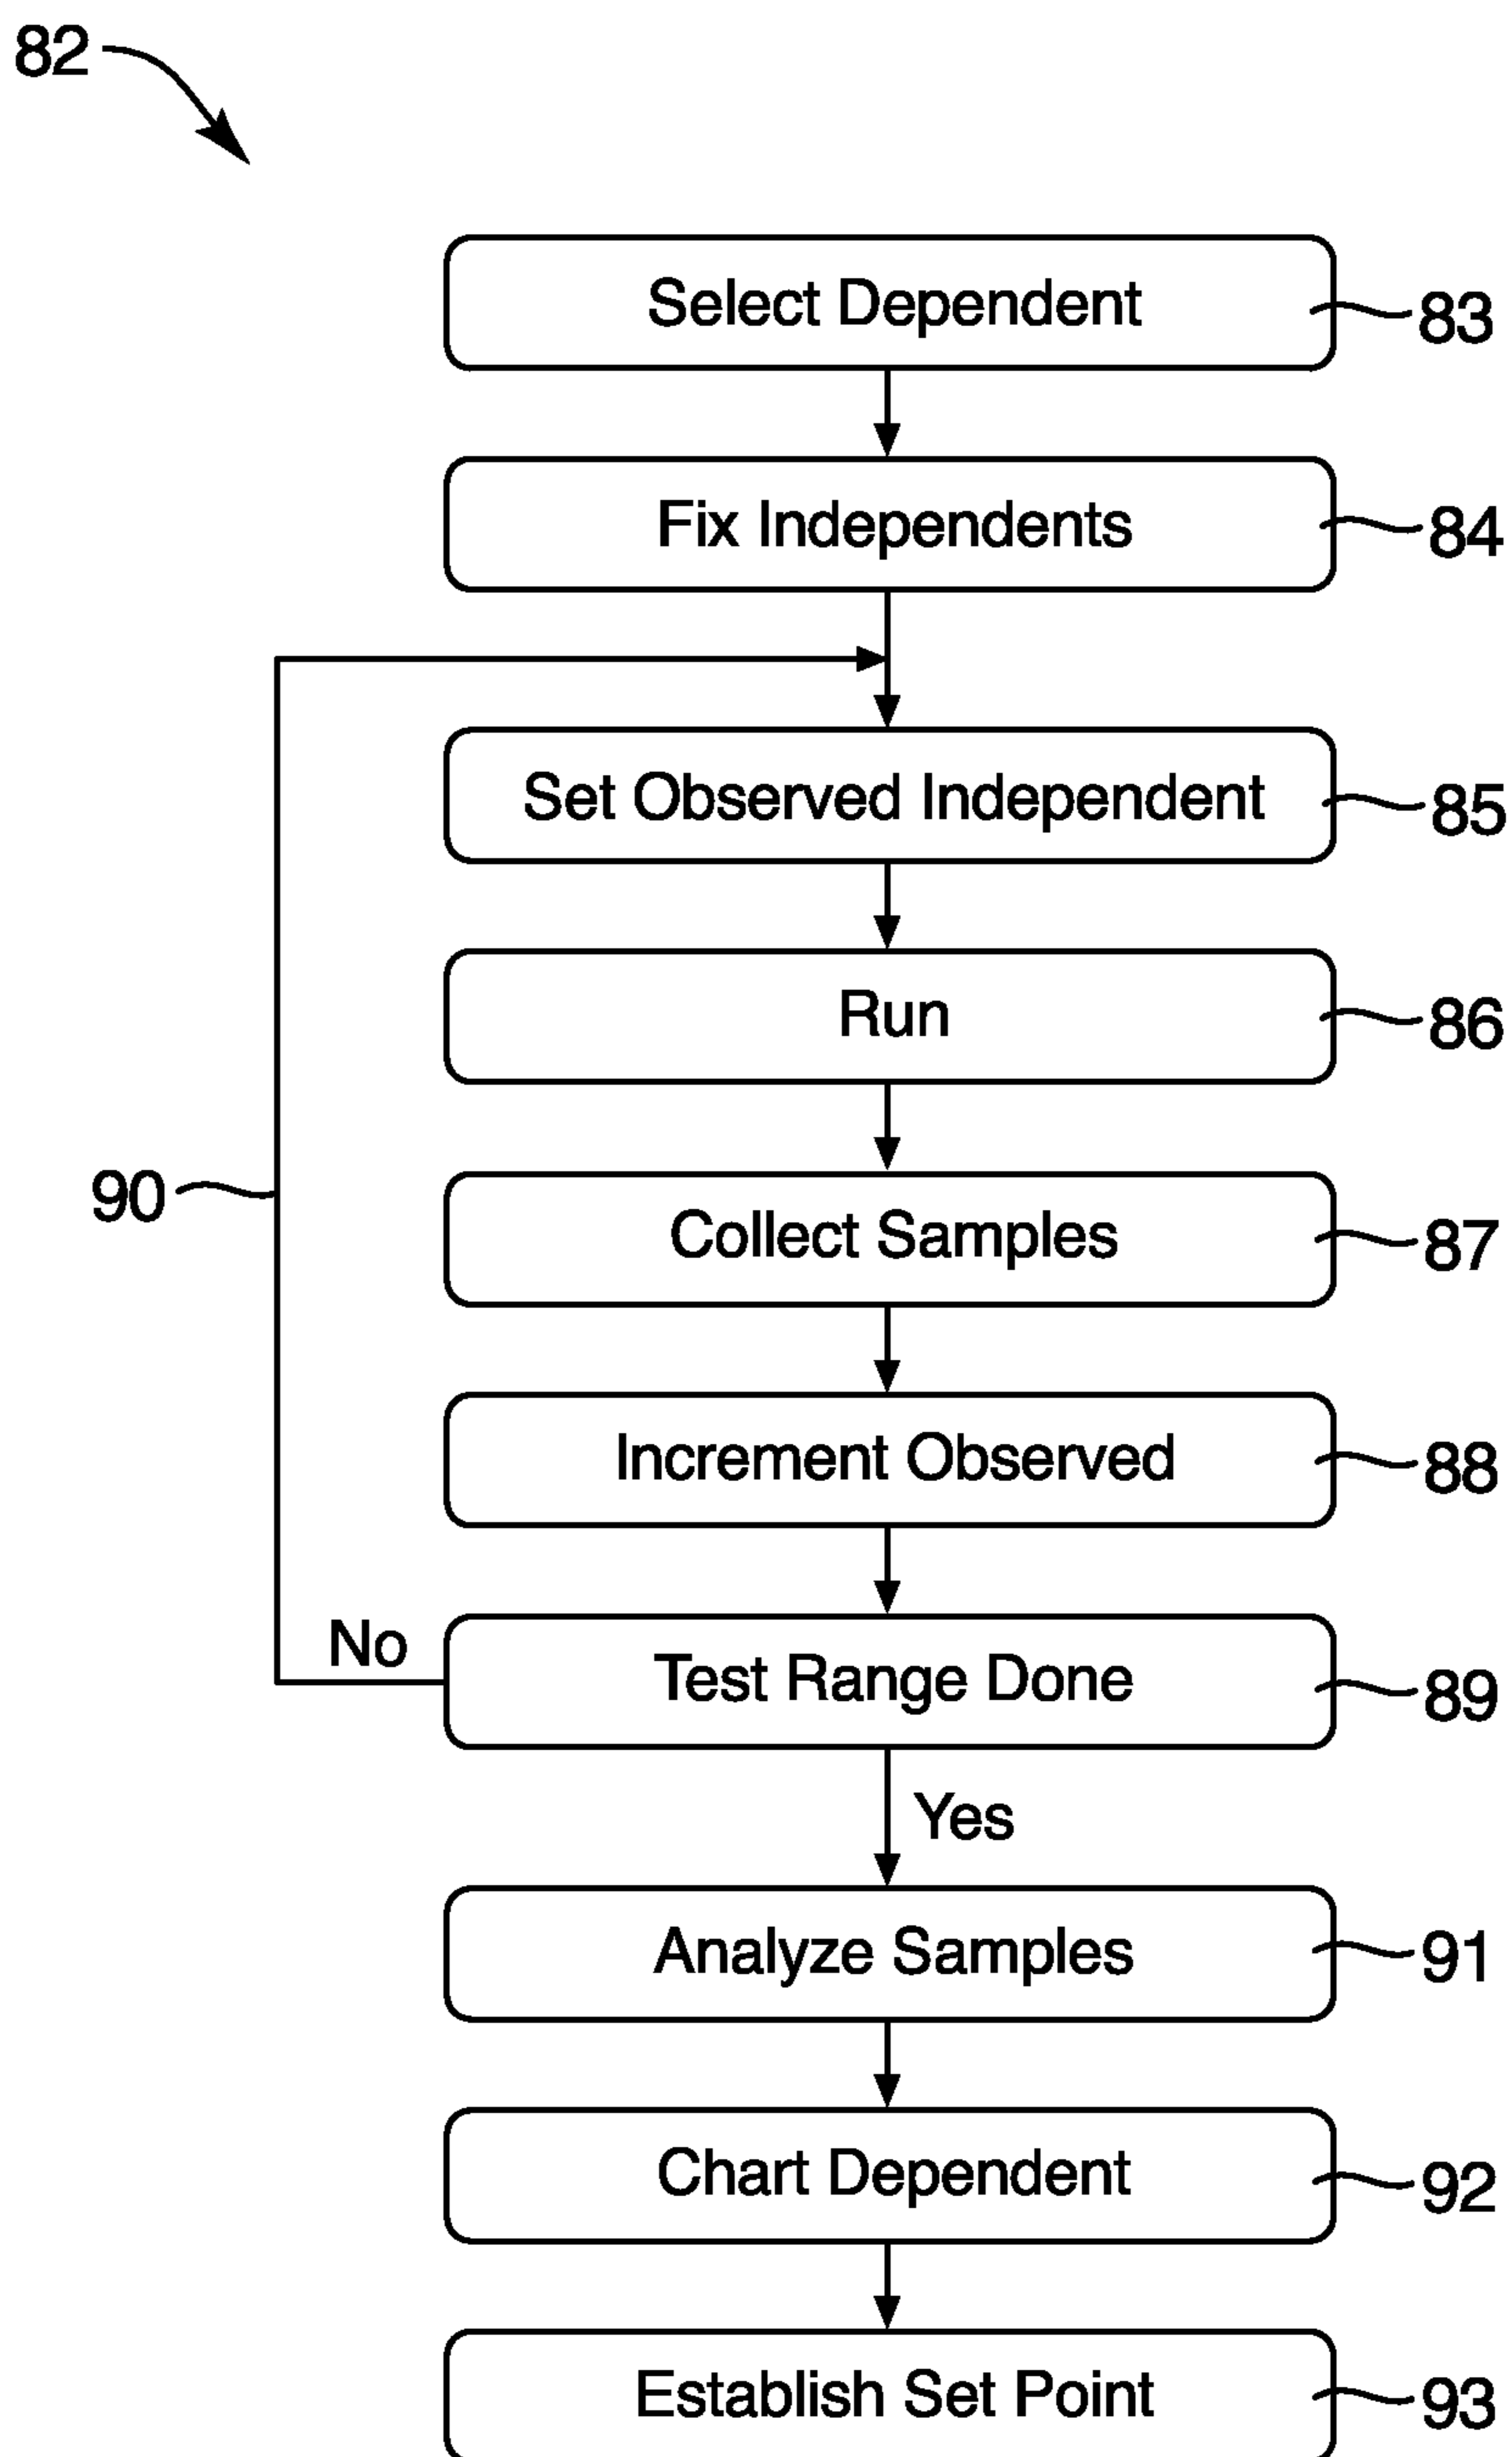 82
Select Dependent
83
Fix Independents
84
Set Observed Independent
85
Run
86
90
Collect Samples
87
Increment Observed
88
No
Test Range Done
89
Yes
Analyze Samples
91
Chart Dependent
92
Establish Set Point
93